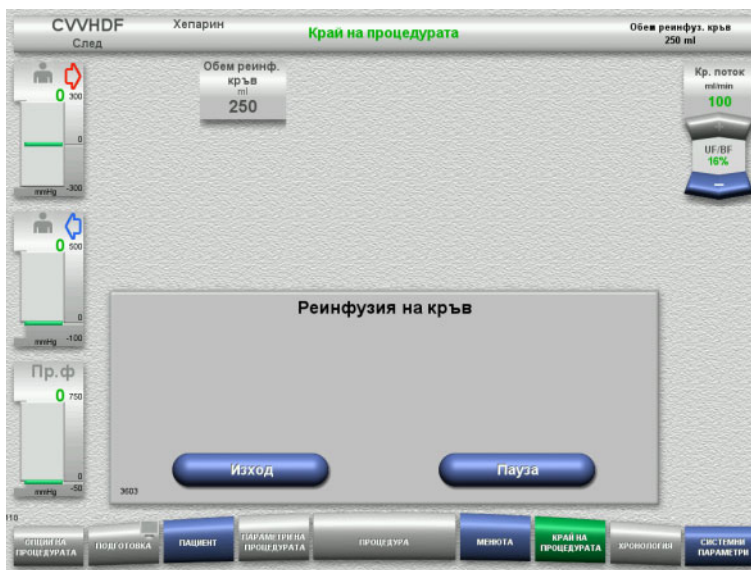 CVVHDF
След
Хепарин
Край на процедурата
Обем реинфуз. кръв
250 ml
0
300
0
-300
mmHg
Обем реинф.
кръв
ml
250
Кр. поток
ml/min
100
+
UF/BF
16%
−
0
500
0
-100
mmHg
Пр.ф
0
750
0
-50
mmHg
Реинфузия на кръв
Изход
Пауза
3603
110
ОПЦИИ НА
ПРОЦЕДУРАТА
ПОДГОТОВКА
ПАЦИЕНТ
ПАРАМЕТРИ НА
ПРОЦЕДУРАТА
ПРОЦЕДУРА
МЕНЮТА
КРАЙ НА
ПРОЦЕДУРАТА
ХРОНОЛОГИЯ
СИСТЕМНИ
ПАРАМЕТРИ